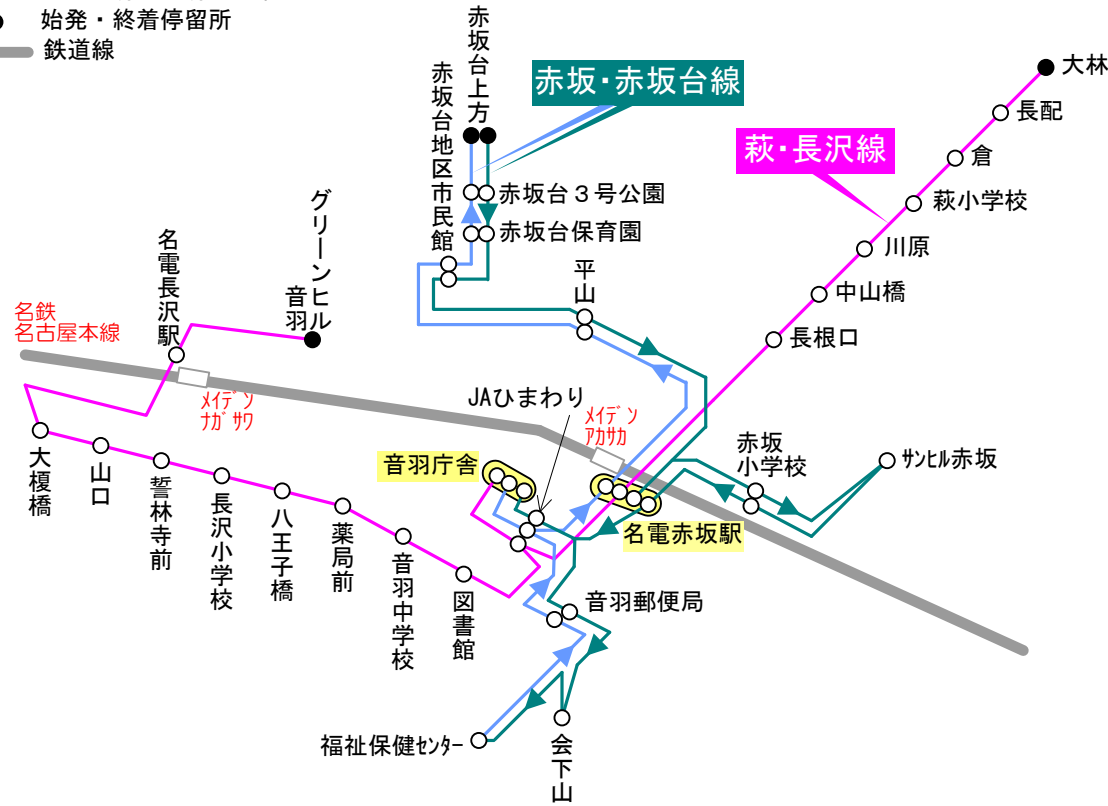 始発・終着停留所
鉄道線
赤坂台上方
赤坂台地区市民館
赤坂・赤坂台線
萩・長沢線
大林
長配
倉
萩小学校
川原
中山橋
長根口
赤坂台３号公園
赤坂台保育園
平山
グリーンヒル
音羽
名電長沢駅
名鉄
名古屋本線
ﾒｲﾃﾞﾝ
ﾅｶﾞｻﾜ
JAひまわり
ﾒｲﾃﾞﾝ
ｱｶｻｶ
音羽庁舎
名電赤坂駅
赤坂
小学校
ｻﾝﾋﾙ赤坂
大榎橋
山口
誓林寺前
長沢小学校
八王子橋
薬局前
音羽中学校
図書館
音羽郵便局
福祉保健ｾﾝﾀｰ
会下山